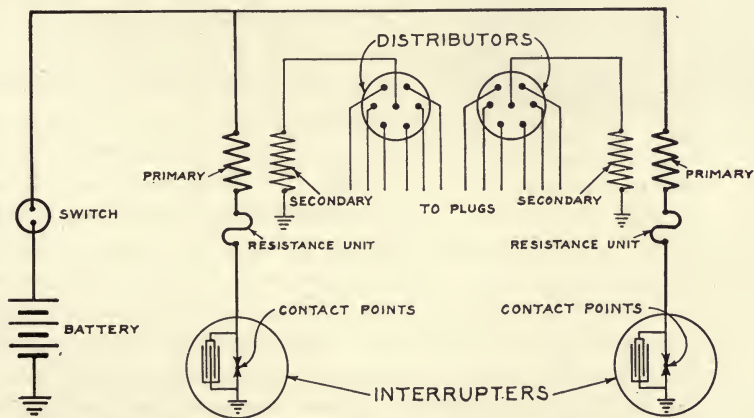 DISTRIBUTORS
PRIMARY
SECONDARY
TO PLUGS
SECONDARY
PRIMARY
SWITCH
RESISTANCE UNIT
RESISTANCE UNIT
CONTACT POINTS
CONTACT POINTS
BATTERY
INTERRUPTERS